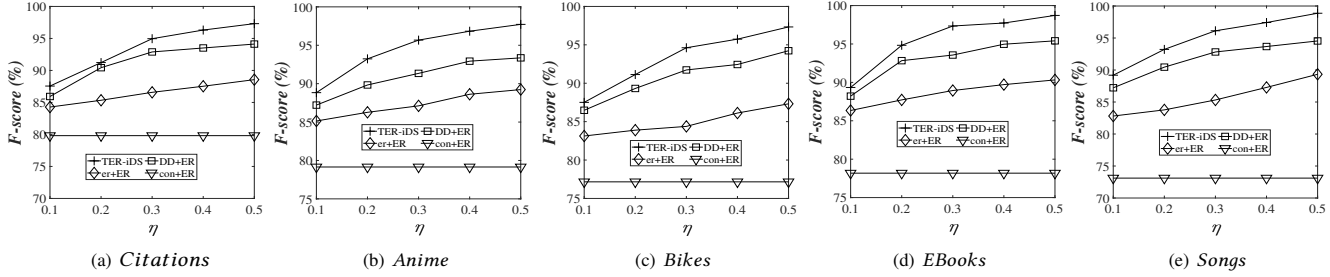 F-score (%)
100
95
90
85
80
75
70
TER-iDS DD+ER
er+ER con+ER
0.1 0.2 0.3 0.4 0.5
η
(a) Citations
F-score (%)
100
95
90
85
80
75
TER-iDS DD+ER
er+ER con+ER
0.1 0.2 0.3 0.4 0.5
η
(b) Anime
F-score (%)
100
95
90
85
80
75
TER-iDS DD+ER
er+ER con+ER
0.1 0.2 0.3 0.4 0.5
η
(c) Bikes
F-score (%)
100
95
90
85
80
75
TER-iDS DD+ER
er+ER con+ER
0.1 0.2 0.3 0.4 0.5
η
(d) EBooks
F-score (%)
100
95
90
85
80
75
70
TER-iDS DD+ER
er+ER con+ER
0.1 0.2 0.3 0.4 0.5
η
(e) Songs